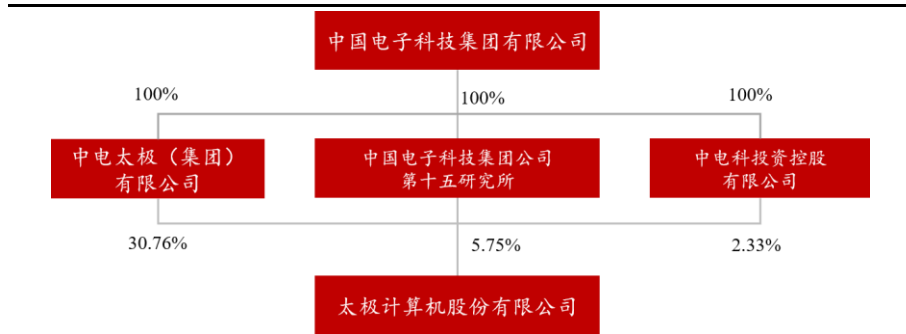 中国电子科技集团有限公司
100%
100%
100%
中电太极（集团）
有限公司
中国电子科技集团公司
第十五研究所
中电科投资控股
有限公司
30.76%
5.75%
2.33%
太极计算机股份有限公司